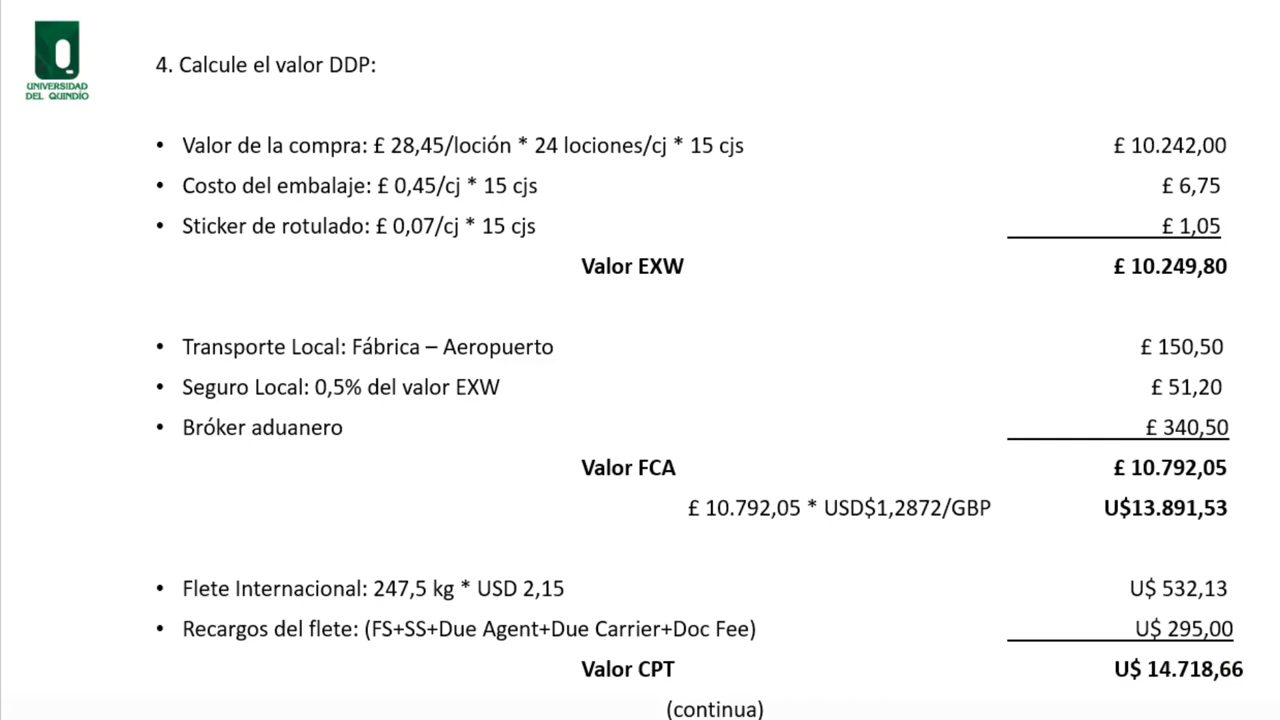 UNIVERSIDAD
DEL QUINDÍO
4. Calcule el valor DDP:
• Valor de la compra: £ 28,45/loción * 24 lociones/cj * 15 cjs £ 10.242,00
• Costo del embalaje: £ 0,45/cj * 15 cjs £ 6,75
• Sticker de rotulado: £ 0,07/cj * 15 cjs £ 1,05
Valor EXW £ 10.249,80
• Transporte Local: Fábrica – Aeropuerto £ 150,50
• Seguro Local: 0,5% del valor EXW £ 51,20
• Bróker aduanero £ 340,50
Valor FCA £ 10.792,05
£ 10.792,05 * USD$1,2872/GBP U$13.891,53
• Flete Internacional: 247,5 kg * USD 2,15 U$ 532,13
• Recargos del flete: (FS+SS+Due Agent+Due Carrier+Doc Fee) U$ 295,00
Valor CPT U$ 14.718,66
(continua)